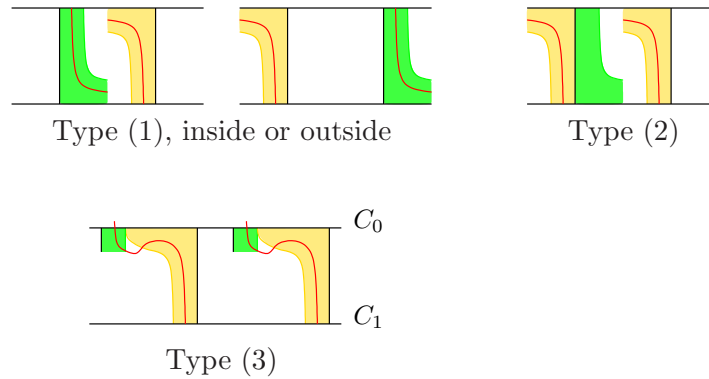 Type (1), inside or outside
Type (2)
C₀
C₁
Type (3)